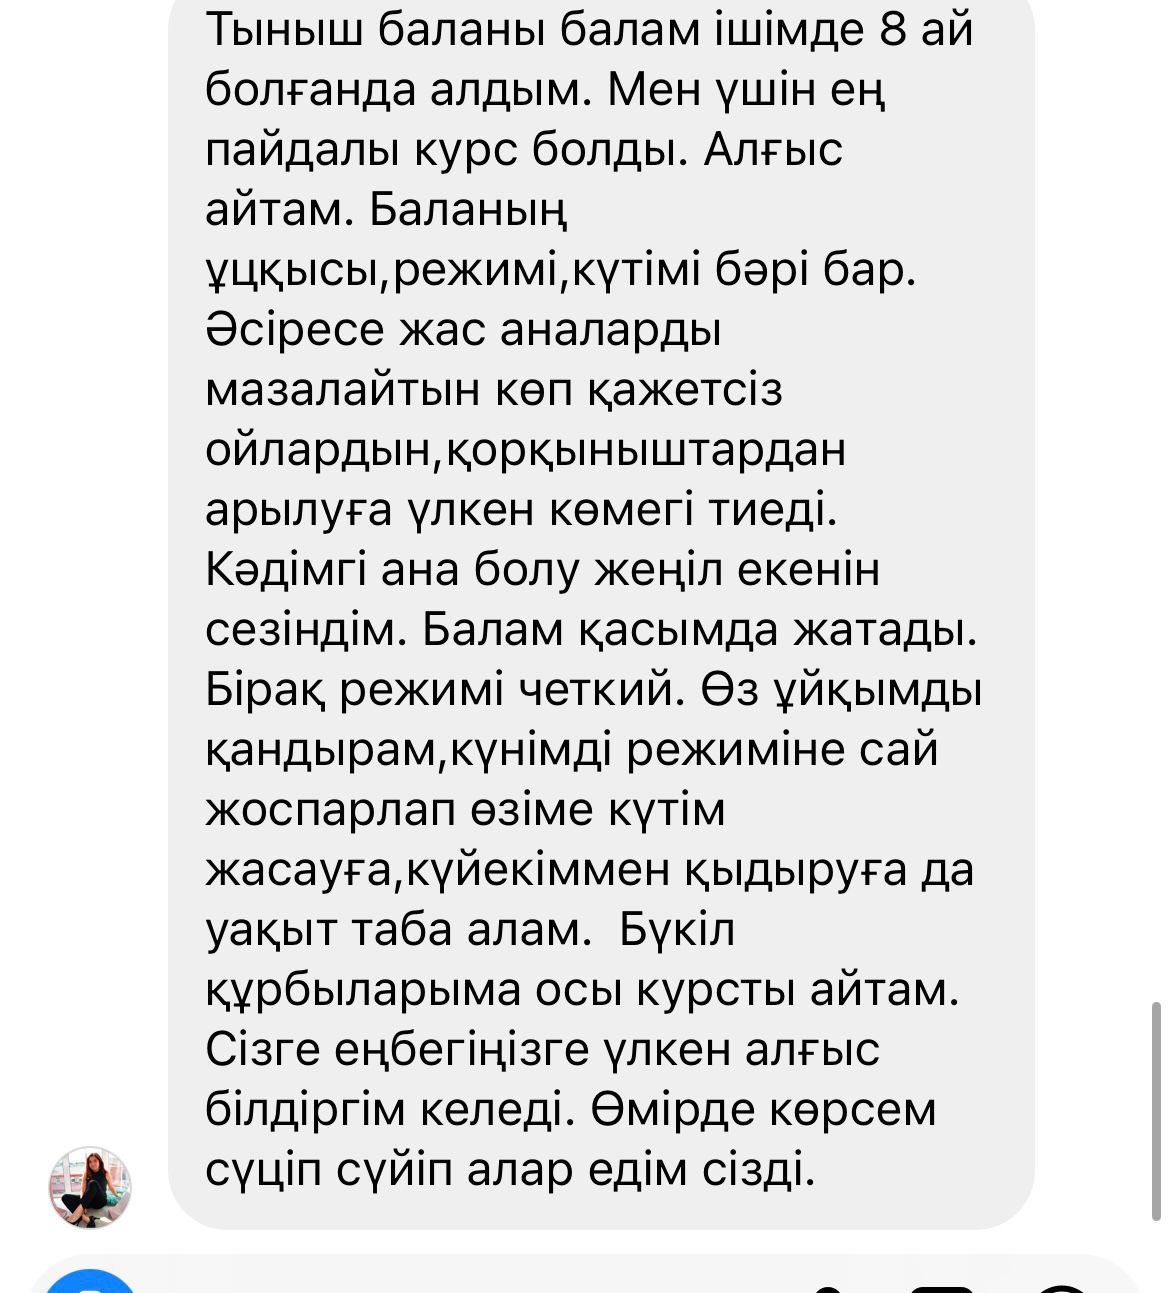 Тыныш баланы балам ішімде 8 ай
болғанда алдым. Мен үшін ең
пайдалы курс болды. Алғыс
айтам. Баланың
ұцқысы,режимі,күтімі бәрі бар.
Әсіресе жас аналарды
мазалайтын көп қажетсіз
ойлардын,қорқыныштардан
арылуға үлкен көмегі тиеді.
Кәдімгі ана болу жеңіл екенін
сезіндім. Балам қасымда жатады.
Бірақ режимі четкий. Өз ұйқымды
қандырам,күнімді режиміне сай
жоспарлап өзіме күтім
жасауға,күйекіммен қыдыруға да
уақыт таба алам.  Бүкіл
құрбыларыма осы курсты айтам.
Сізге еңбегіңізге үлкен алғыс
білдіргім келеді. Өмірде көрсем
сүціп сүйіп алар едім сізді.